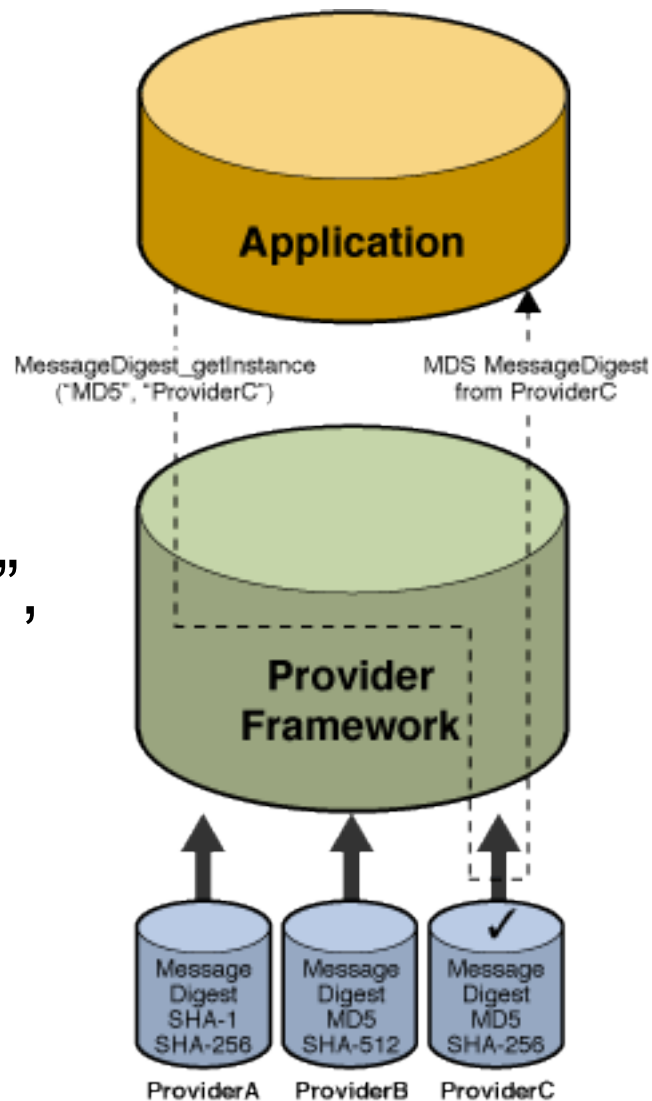 Application
MessageDigest_getInstance
("MD5", "ProviderC")
MDS MessageDigest
from ProviderC
”,
Provider
Framework
Message
Digest
SHA-1
SHA-256
Message
Digest
MD5
SHA-512
✓
Message
Digest
MD5
SHA-256
ProviderA
ProviderB
ProviderC